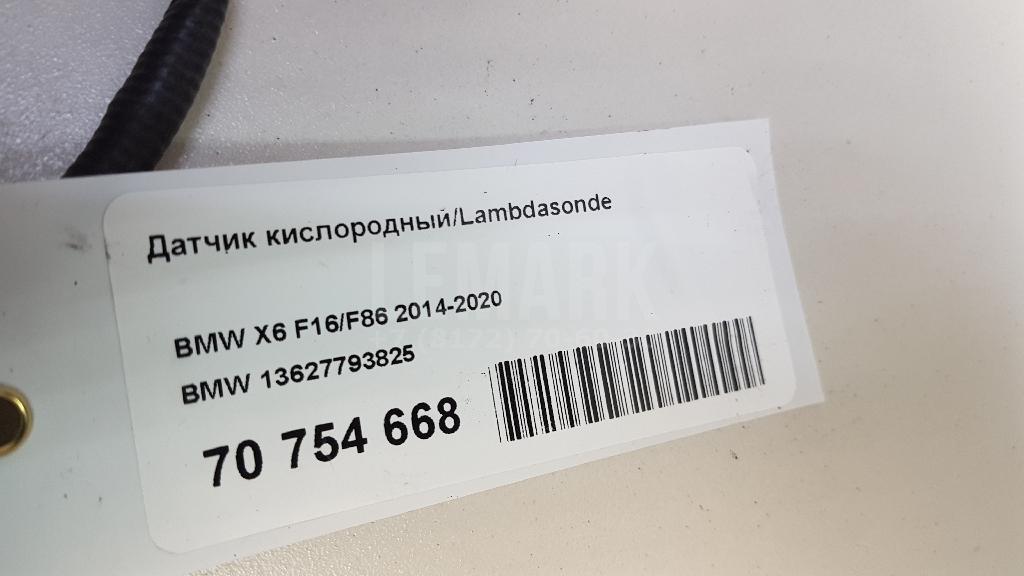 Датчик кислородный/Lambdasonde
LEMARK
BMW X6 F16/F86 2014-2020
BMW 13627793825
70 754 668